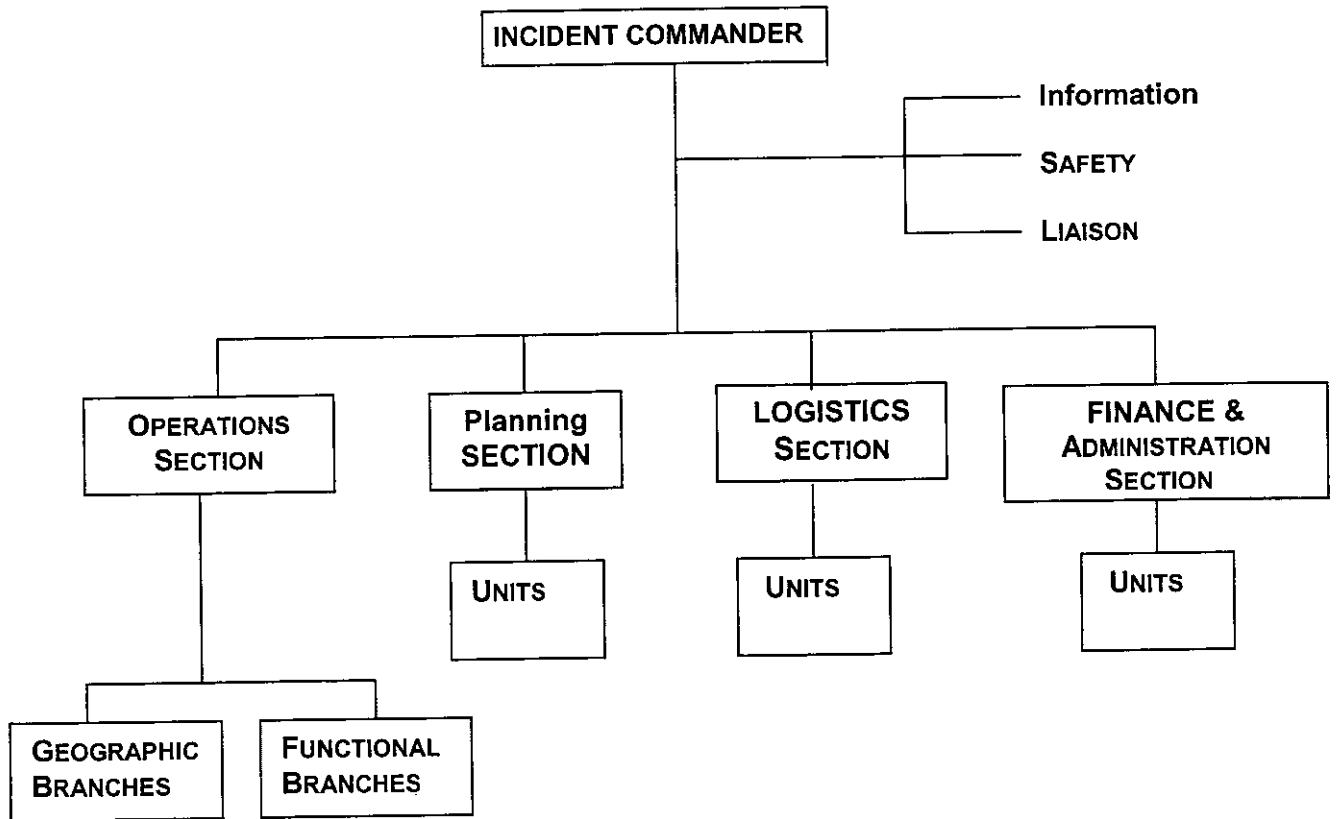 INCIDENT COMMANDER
Information
SAFETY
LIAISON
OPERATIONS
SECTION
Planning
SECTION
LOGISTICS
SECTION
FINANCE &
ADMINISTRATION
SECTION
UNITS
UNITS
UNITS
GEOGRAPHIC
BRANCHES
FUNCTIONAL
BRANCHES